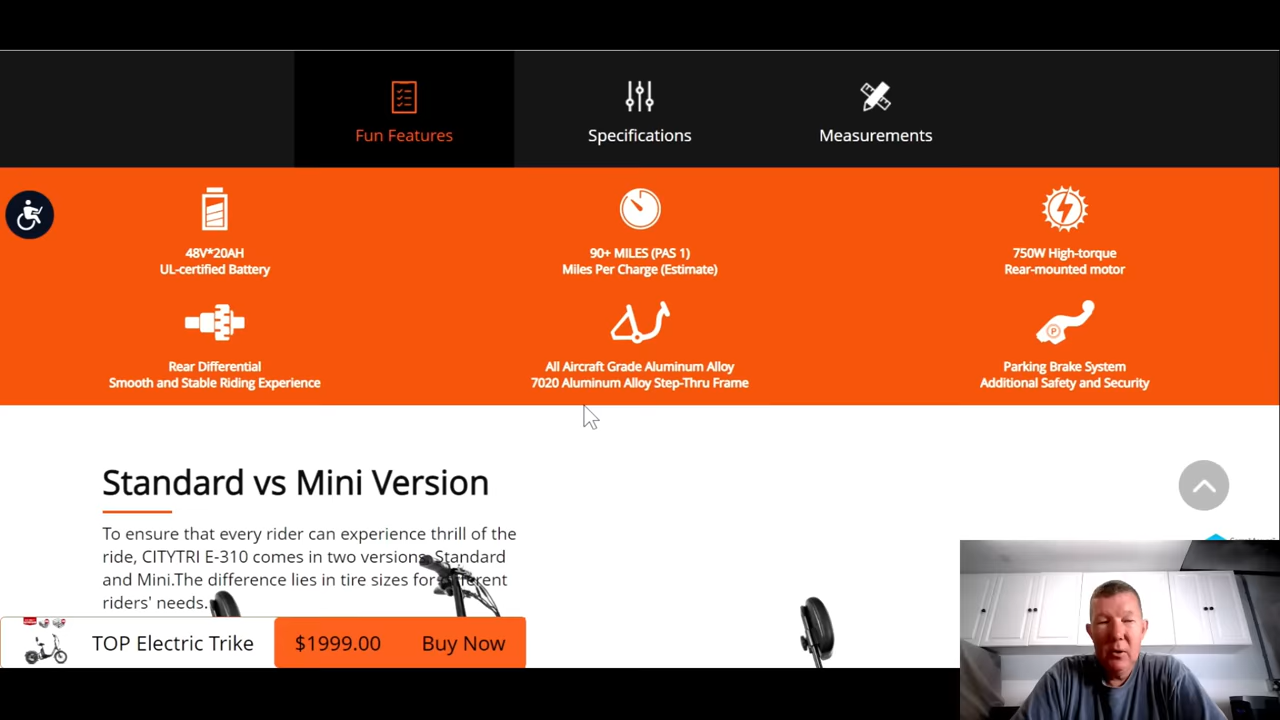 Fun Features
Specifications
Measurements
48V*20AH
UL-certified Battery
90+ MILES (PAS 1)
Miles Per Charge (Estimate)
750W High-torque
Rear-mounted motor
Rear Differential
Smooth and Stable Riding Experience
All Aircraft Grade Aluminum Alloy
7020 Aluminum Alloy Step-Thru Frame
P
Parking Brake System
Additional Safety and Security
Standard vs Mini Version
To ensure that every rider can experience thrill of the
ride, CITYTRI E-310 comes in two versions, Standard
and Mini.The difference lies in tire sizes for different
riders' needs.
TOP Electric Trike
$1999.00
Buy Now